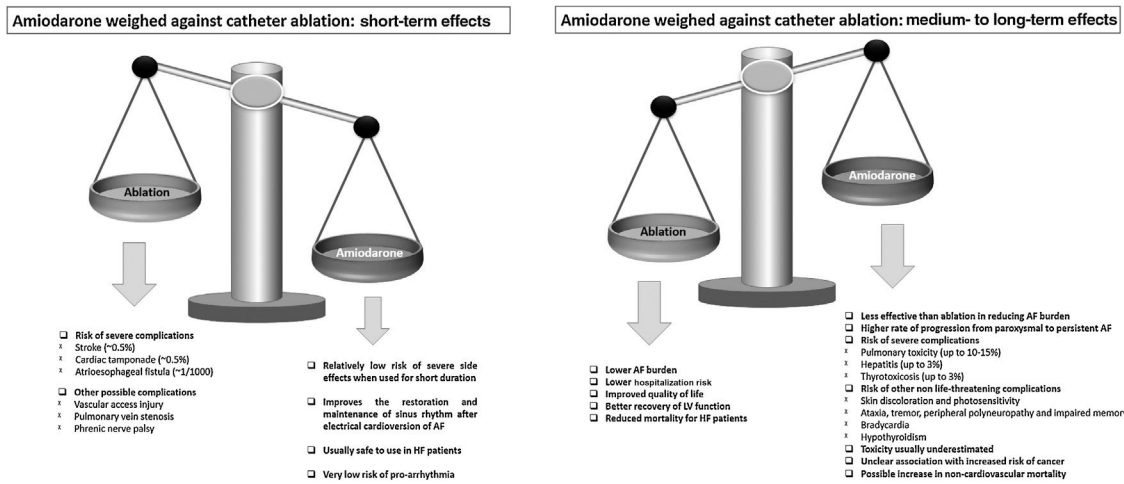 Amiodarone weighed against catheter ablation: short-term effects
Ablation
Amiodarone
❑ Risk of severe complications
x Stroke (~0.5%)
x Cardiac tamponade (~0.5%)
x Atrioesophageal fistula (~1/1000)
❑ Other possible complications
x Vascular access injury
x Pulmonary vein stenosis
x Phrenic nerve palsy
❑ Relatively low risk of severe side
effects when used for short duration
❑ Improves the restoration and
maintenance of sinus rhythm after
electrical cardioversion of AF
❑ Usually safe to use in HF patients
❑ Very low risk of pro-arrhythmia
Amiodarone weighed against catheter ablation: medium- to long-term effects
Ablation
Amiodarone
❑ Lower AF burden
❑ Lower hospitalization risk
❑ Improved quality of life
❑ Better recovery of LV function
❑ Reduced mortality for HF patients
❑ Less effective than ablation in reducing AF burden
❑ Higher rate of progression from paroxysmal to persistent AF
❑ Risk of severe complications
x Pulmonary toxicity (up to 10-15%)
x Hepatitis (up to 3%)
x Thyrotoxicosis (up to 3%)
❑ Risk of other non life-threatening complications
x Skin discoloration and photosensitivity
x Ataxia, tremor, peripheral polyneuropathy and impaired memor
x Bradycardia
x Hypothyroidism
❑ Toxicity usually underestimated
❑ Unclear association with increased risk of cancer
❑ Possible Increase in non-cardiovascular mortality